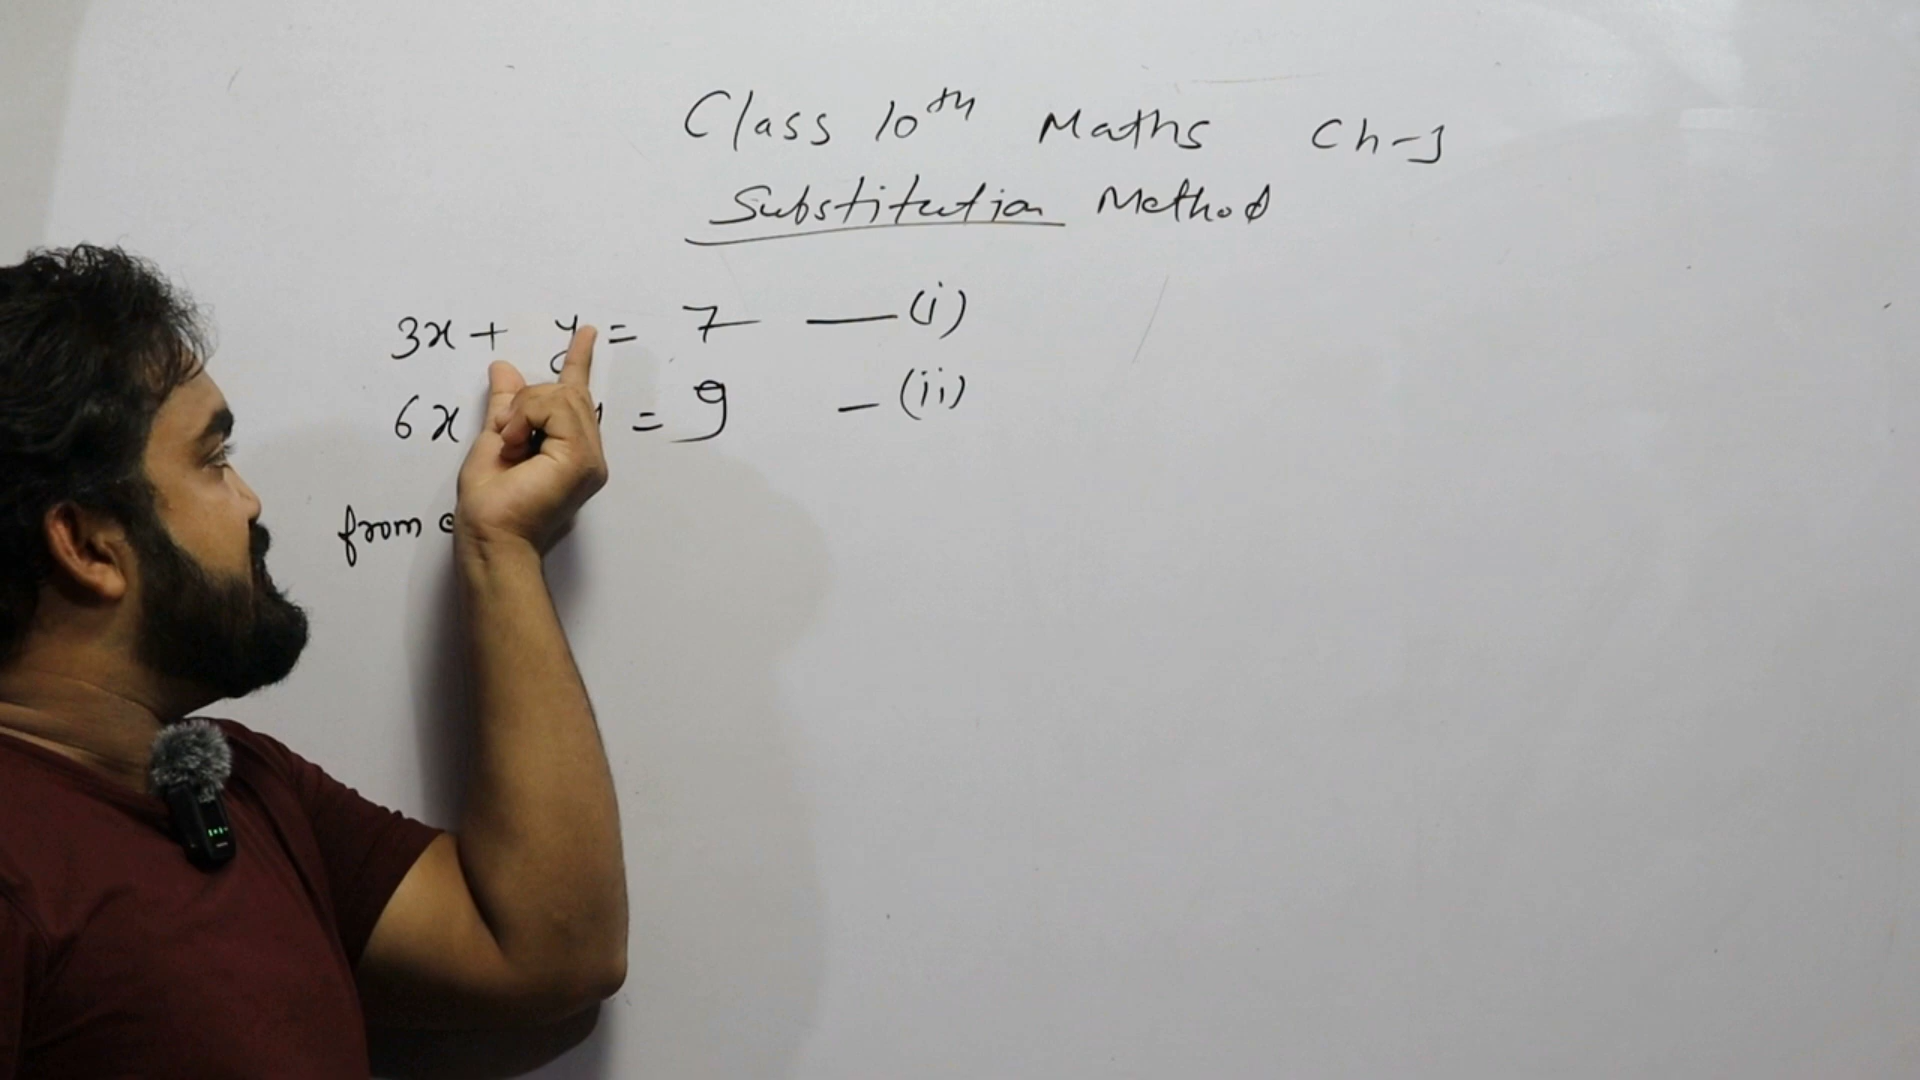 Class 10th Maths Ch-3
Substitution Method
3x + y = 7 — (i)
6x = 9 — (ii)
from